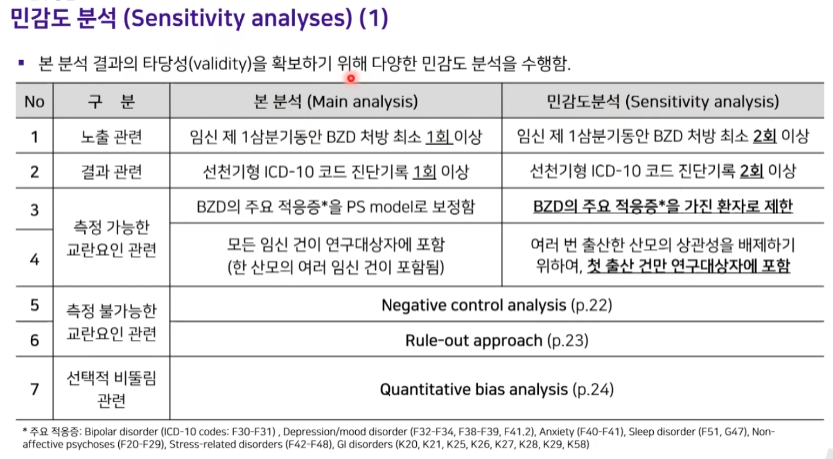 민감도 분석 (Sensitivity analyses) (1)
▪ 본 분석 결과의 타당성(validity)을 확보하기 위해 다양한 민감도 분석을 수행함.
No 구 분 본 분석 (Main analysis) 민감도분석 (Sensitivity analysis)
1 노출 관련 임신 제 1삼분기동안 BZD 처방 최소 1회 이상 임신 제 1삼분기동안 BZD 처방 최소 2회 이상
2 결과 관련 선천기형 ICD-10 코드 진단기록 1회 이상 선천기형 ICD-10 코드 진단기록 2회 이상
3 측정 가능한 교란요인 관련 BZD의 주요 적응증*을 PS model로 보정함 BZD의 주요 적응증*을 가진 환자로 제한
4 모든 임신 건이 연구대상자에 포함
(한 산모의 여러 임신 건이 포함됨)
여러 번 출산한 산모의 상관성을 배제하기
위하여, 첫 출산 건만 연구대상자에 포함
5 측정 불가능한 교란요인 관련 Negative control analysis (p.22)
6 Rule-out approach (p.23)
7 선택적 비뚤림 관련 Quantitative bias analysis (p.24)
* 주요 적응증: Bipolar disorder (ICD-10 codes: F30-F31) , Depression/mood disorder (F32-F34, F38-F39, F41.2), Anxiety (F40-F41), Sleep disorder (F51, G47), Non-
affective psychoses (F20-F29), Stress-related disorders (F42-F48), GI disorders (K20, K21, K25, K26, K27, K28, K29, K58)